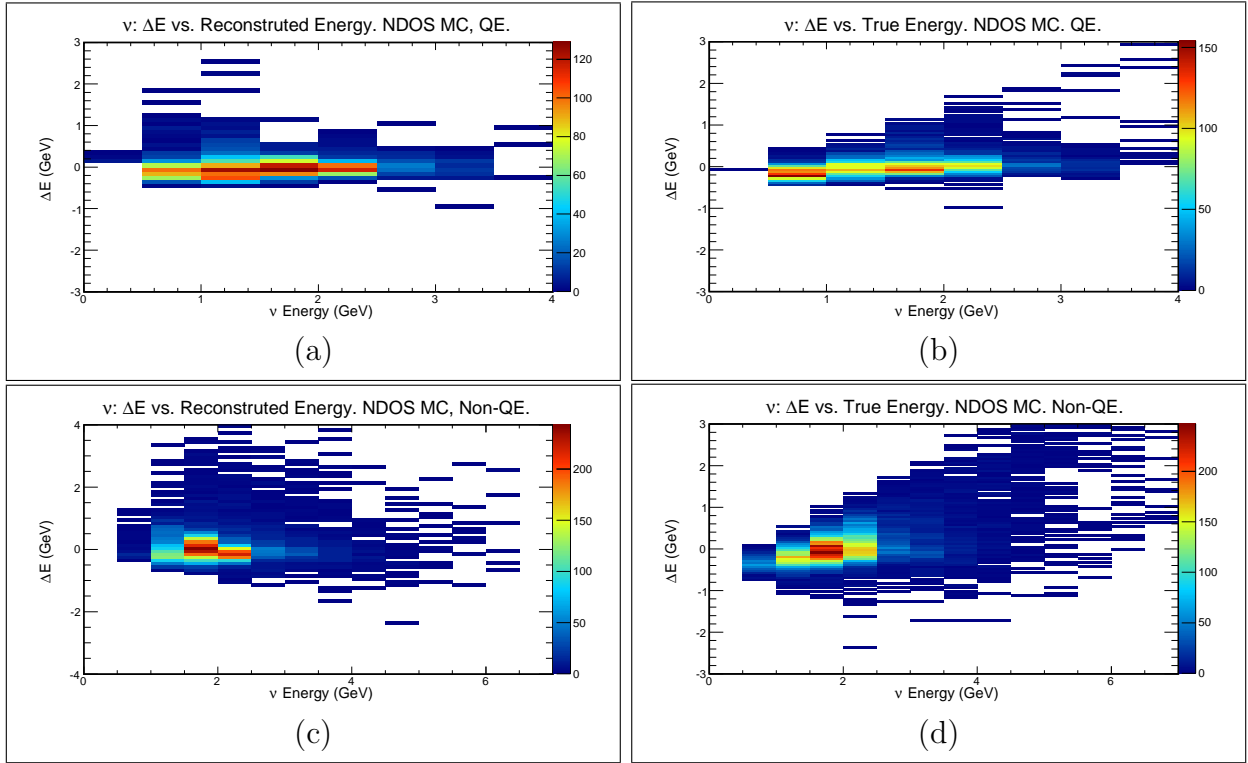 ν: ΔE vs. Reconstruted Energy. NDOS MC, QE.
3
2
1
0
-1
-2
-3
ΔE (GeV)
0 1 2 3 4
ν Energy (GeV)
120
100
80
60
40
20
0
(a)
ν: ΔE vs. True Energy. NDOS MC. QE.
3
2
1
0
-1
-2
-3
ΔE (GeV)
0 1 2 3 4
ν Energy (GeV)
150
100
50
0
(b)
ν: ΔE vs. Reconstruted Energy. NDOS MC, Non-QE.
4
2
0
-2
-4
ΔE (GeV)
0 2 4 6
ν Energy (GeV)
200
150
100
50
0
(c)
ν: ΔE vs. True Energy. NDOS MC. Non-QE.
3
2
1
0
-1
-2
-3
ΔE (GeV)
0 2 4 6
ν Energy (GeV)
200
150
100
50
0
(d)